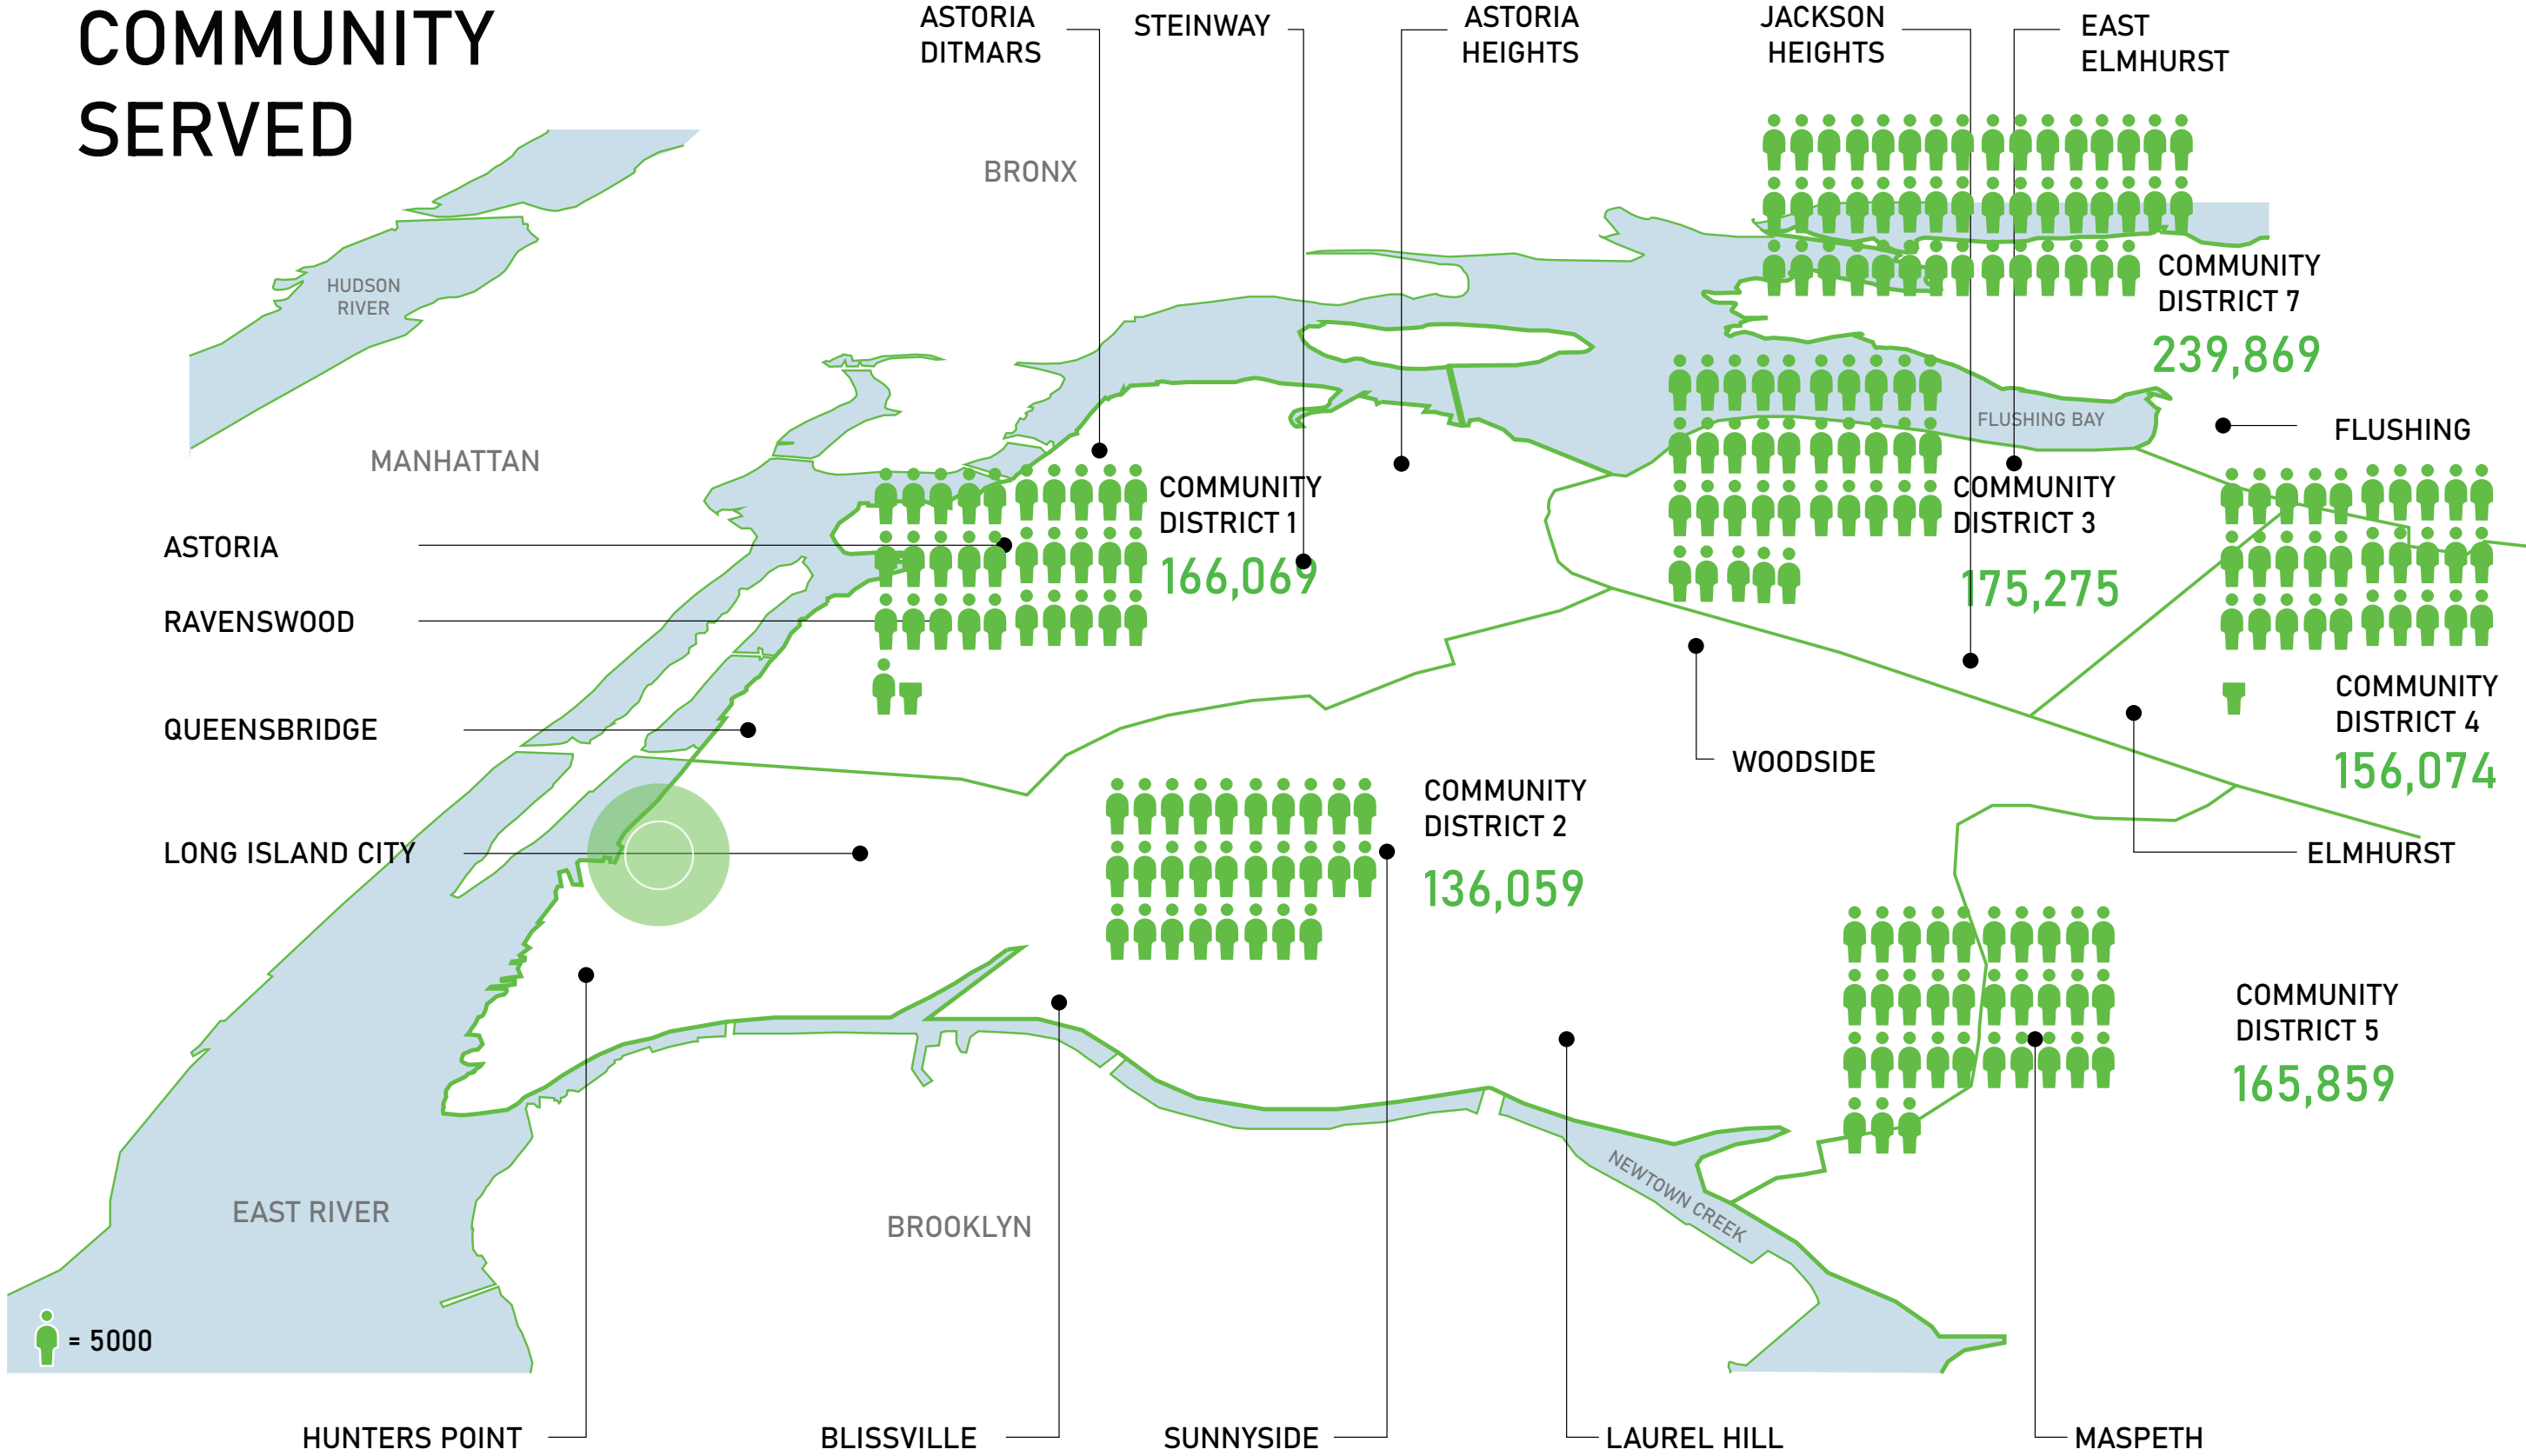 COMMUNITY
SERVED
ASTORIA
DITMARS
STEINWAY
ASTORIA
HEIGHTS
JACKSON
HEIGHTS
EAST
ELMHURST
BRONX
HUDSON
RIVER
MANHATTAN
COMMUNITY
DISTRICT 7
239,869
FLUSHING BAY
FLUSHING
COMMUNITY
DISTRICT 1
166,069
COMMUNITY
DISTRICT 3
175,275
ASTORIA
RAVENSWOOD
QUEENSBRIDGE
LONG ISLAND CITY
WOODSIDE
COMMUNITY
DISTRICT 4
156,074
COMMUNITY
DISTRICT 2
136,059
ELMHURST
COMMUNITY
DISTRICT 5
165,859
NEWTOWN CREEK
EAST RIVER
BROOKLYN
= 5000
HUNTERS POINT
BLISSVILLE
SUNNYSIDE
LAUREL HILL
MASPETH